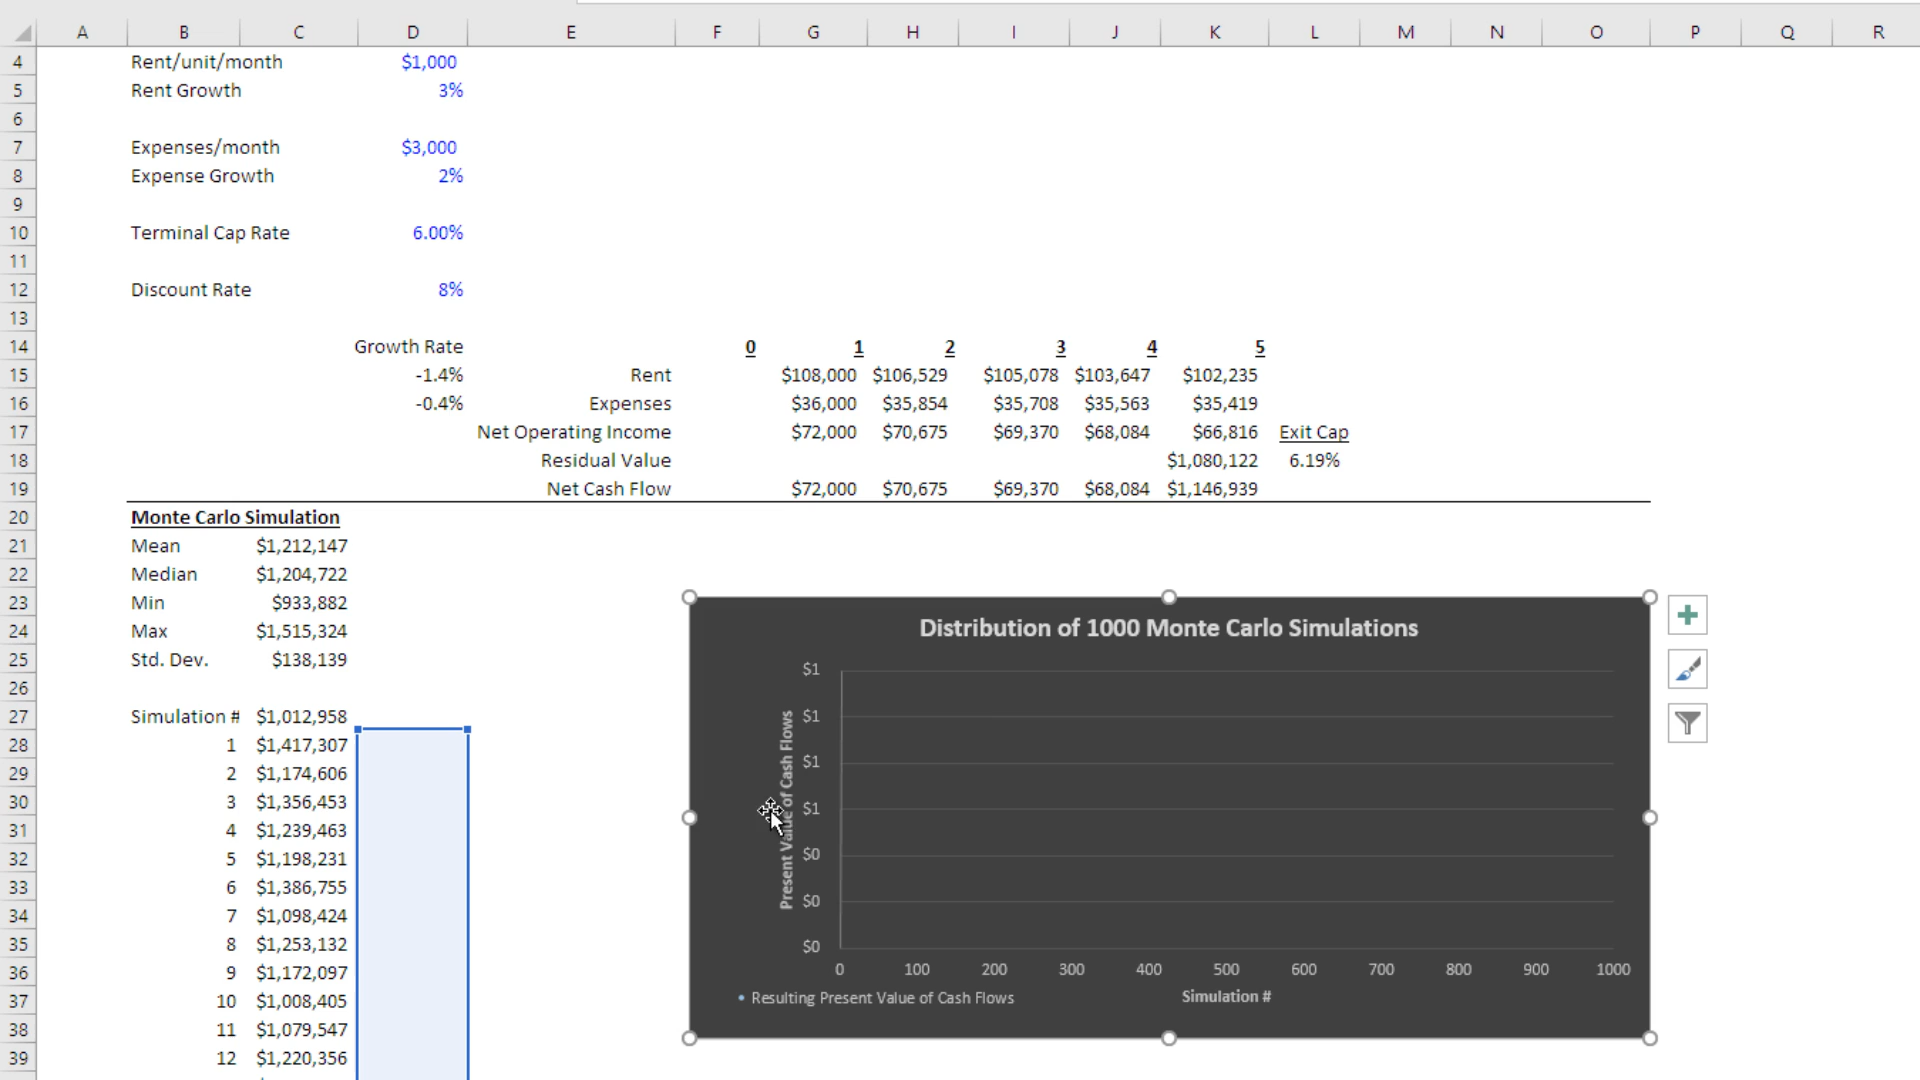 A B C D E F G H I J K L M N O P Q R
4 Rent/unit/month $1,000
5 Rent Growth 3%
6
7 Expenses/month $3,000
8 Expense Growth 2%
9
10 Terminal Cap Rate 6.00%
11
12 Discount Rate 8%
13
14 Growth Rate 0 1 2 3 4 5
15 -1.4% Rent $108,000 $106,529 $105,078 $103,647 $102,235
16 -0.4% Expenses $36,000 $35,854 $35,708 $35,563 $35,419
17 Net Operating Income $72,000 $70,675 $69,370 $68,084 $66,816 Exit Cap
18 Residual Value $1,080,122 6.19%
19 Net Cash Flow $72,000 $70,675 $69,370 $68,084 $1,146,939
20 Monte Carlo Simulation
21 Mean $1,212,147
22 Median $1,204,722
23 Min $933,882
24 Max $1,515,324
25 Std. Dev. $138,139
26
27 Simulation # $1,012,958
28 1 $1,417,307
29 2 $1,174,606
30 3 $1,356,453
31 4 $1,239,463
32 5 $1,198,231
33 6 $1,386,755
34 7 $1,098,424
35 8 $1,253,132
36 9 $1,172,097
37 10 $1,008,405
38 11 $1,079,547
39 12 $1,220,356
Distribution of 1000 Monte Carlo Simulations
Present Value of Cash Flows
$1
$1
$1
$1
$0
$0
$0
0 100 200 300 400 500 600 700 800 900 1000
Resulting Present Value of Cash Flows
Simulation #